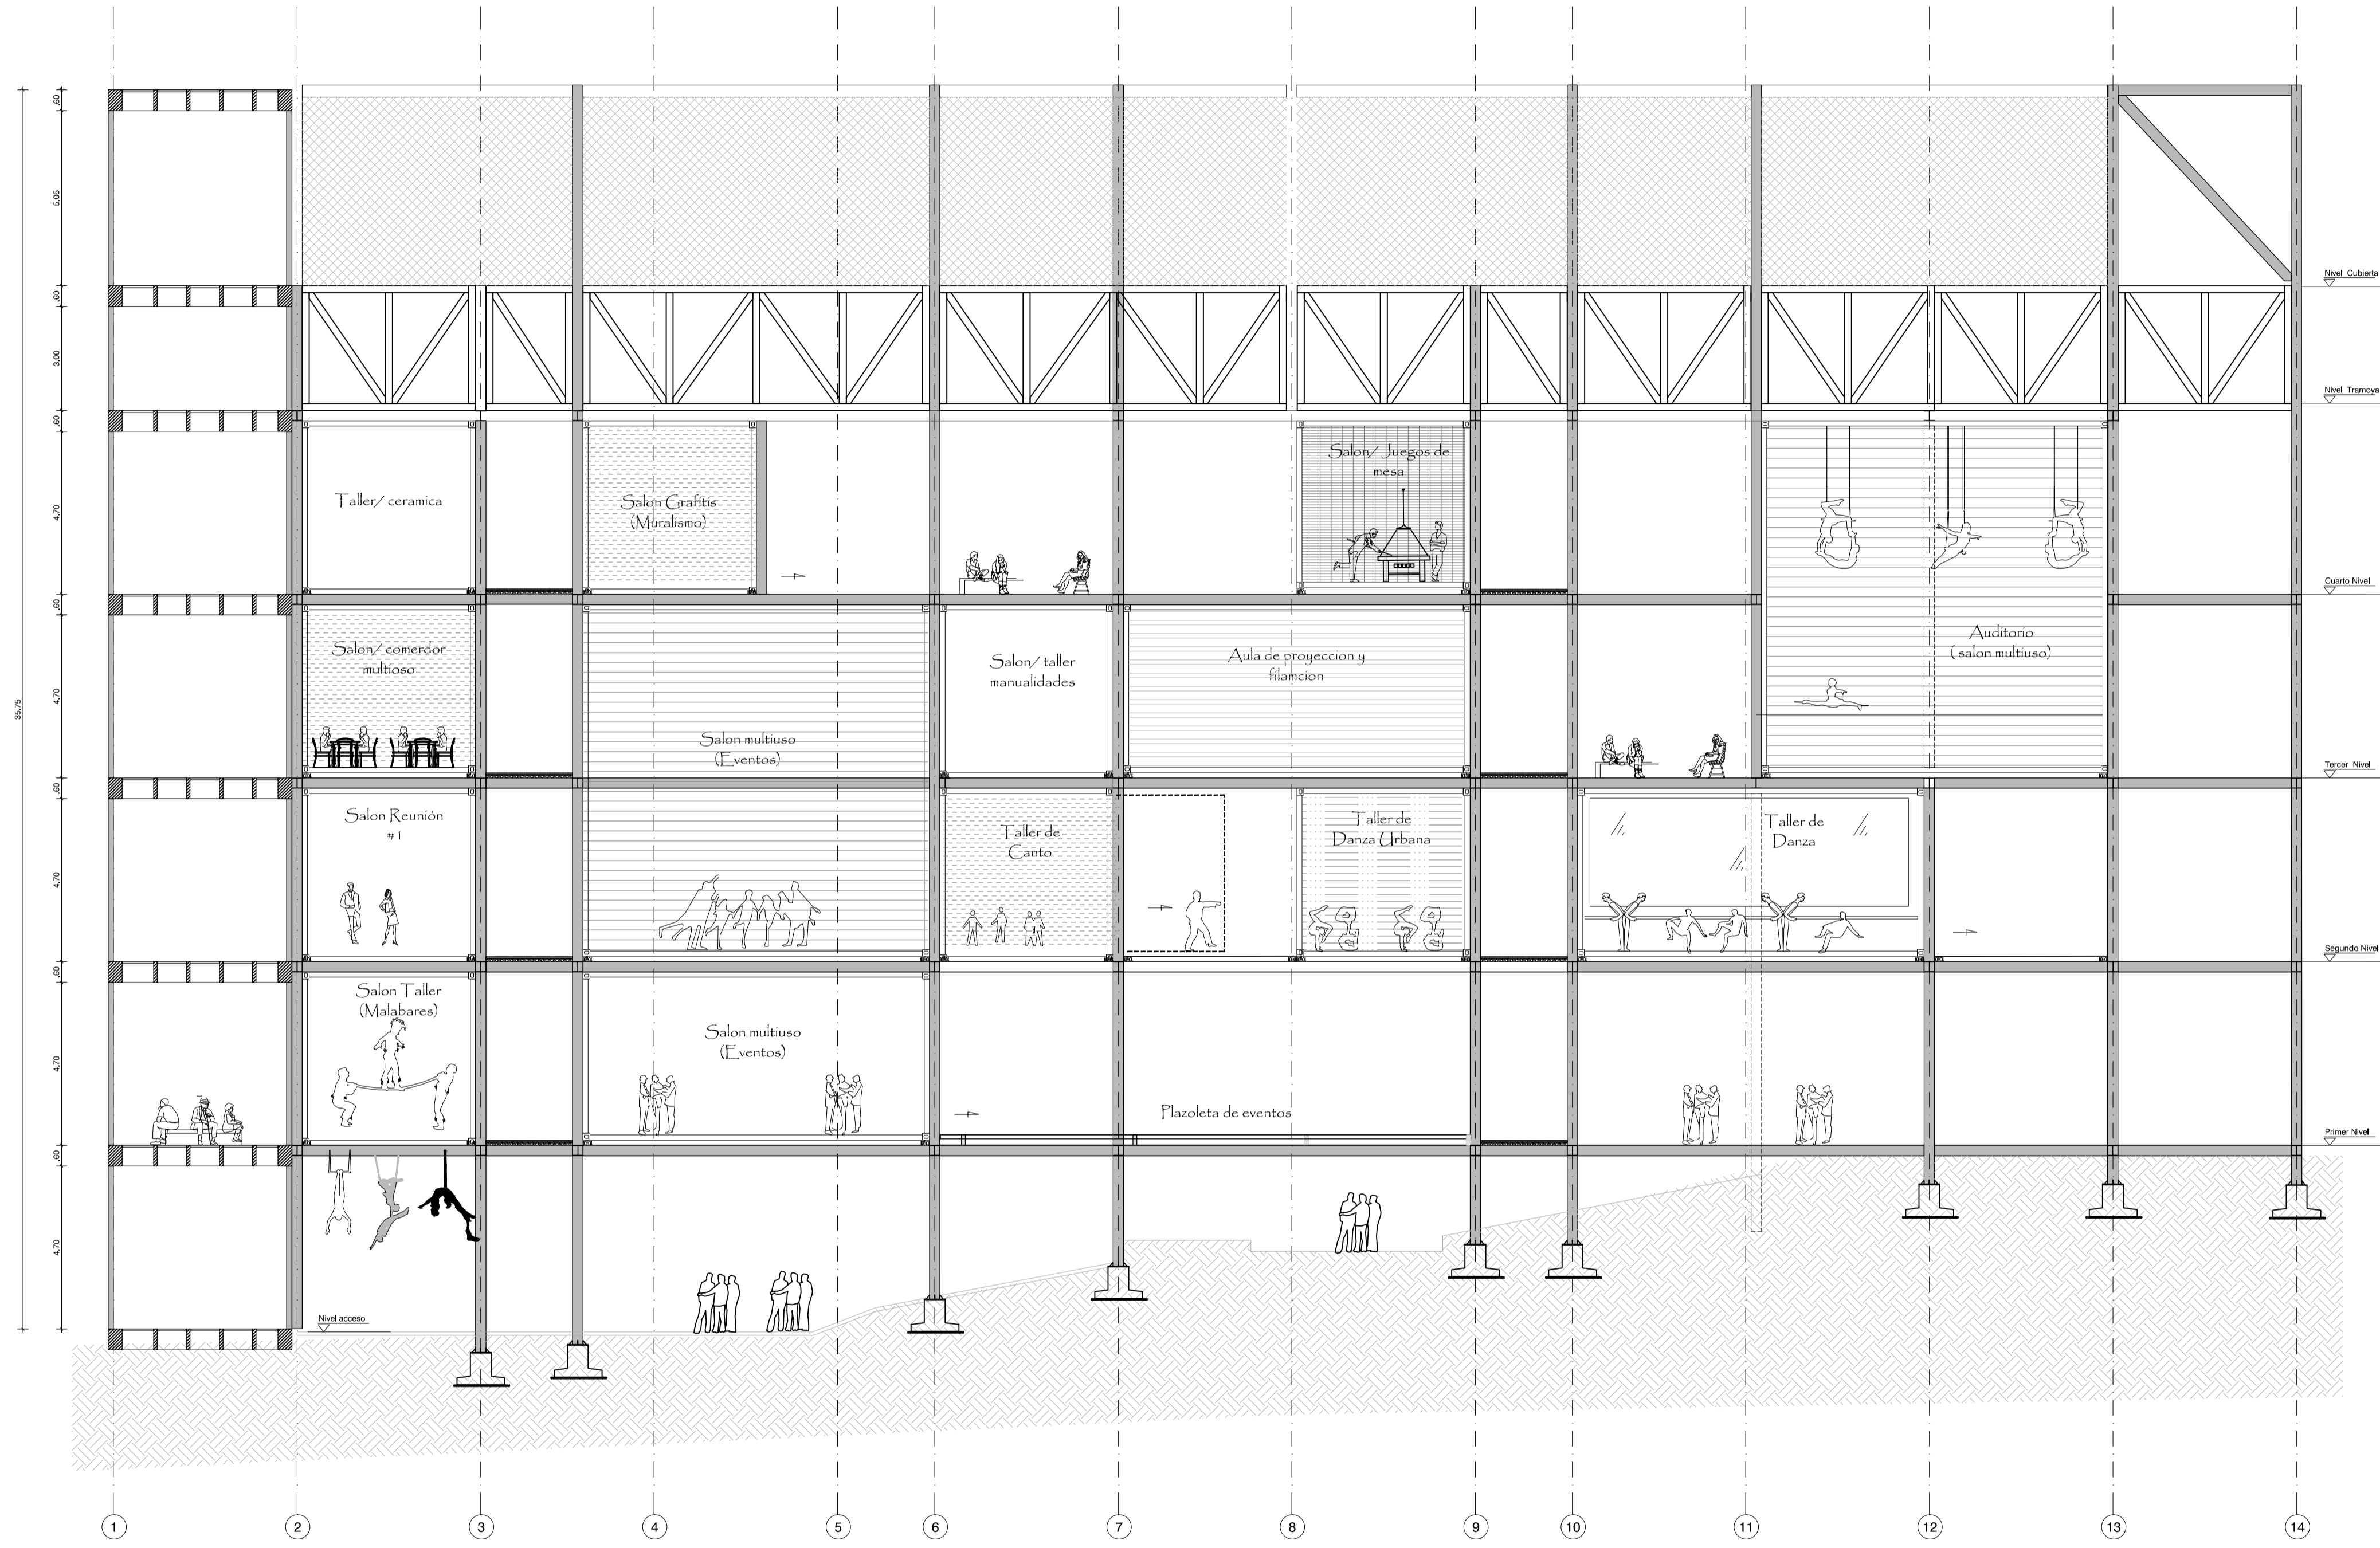 .60
5,05
.60
3,00
.60
4,70
.60
4,70
.60
4,70
.60
4,70
.60
4,70
35,75
Nivel Cubierta
Nivel Tramoya
Cuarto Nivel
Tercer Nivel
Segundo Nivel
Primer Nivel
Nivel acceso
Taller/ ceramica
Salon Grafitis
(Muralismo)
Salon/ Juegos de
mesa
Salon/ comerdor
multioso
Salon multiuso
(Eventos)
Salon/ taller
manualidades
Aula de proyeccion y
filamcion
Auditorio
( salon multiuso)
Salon Reunión
#1
Taller de
Canto
Taller de
Danza Urbana
Taller de
Danza
Salon Taller
(Malabares)
Salon multiuso
(Eventos)
Plazoleta de eventos
1
2
3
4
5
6
7
8
9
10
11
12
13
14